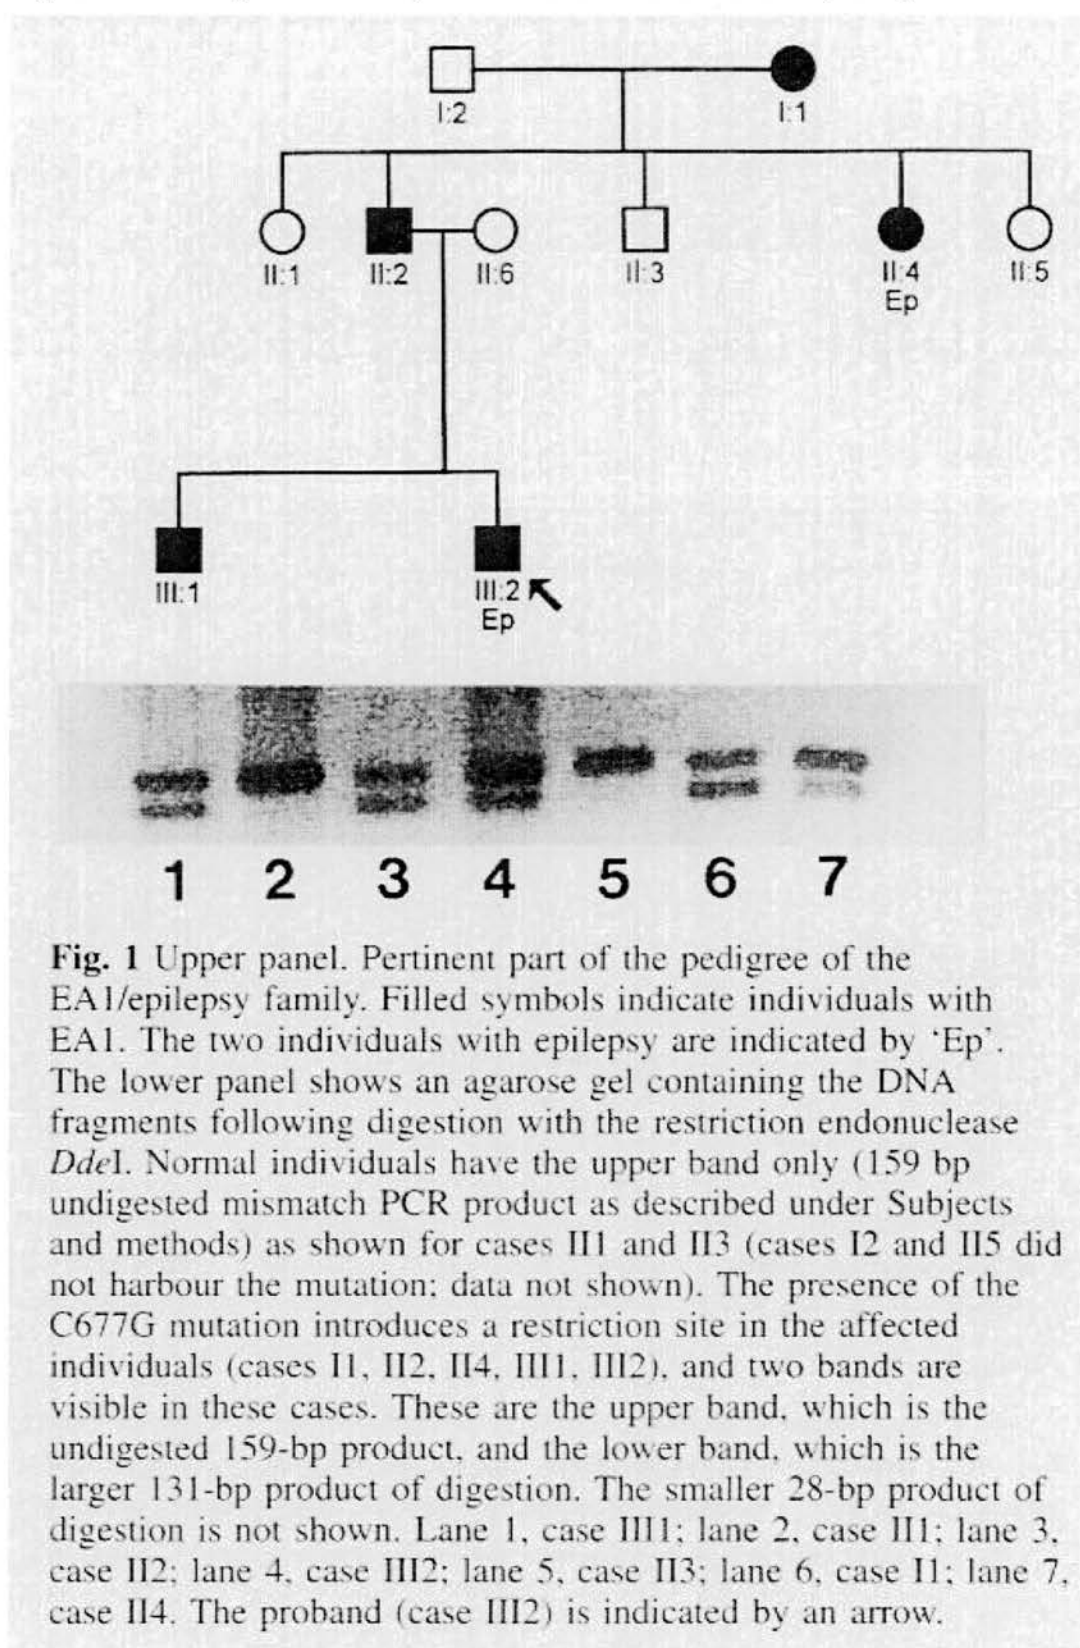 I:2 I:1
II:1 II:2 II:6 II:3 II:4 II:5
Ep
III:1 III:2
Ep
1 2 3 4 5 6 7
Fig. 1 Upper panel. Pertinent part of the pedigree of the
EA1/epilepsy family. Filled symbols indicate individuals with
EA1. The two individuals with epilepsy are indicated by ‘Ep’.
The lower panel shows an agarose gel containing the DNA
fragments following digestion with the restriction endonuclease
DdeI. Normal individuals have the upper band only (159 bp
undigested mismatch PCR product as described under Subjects
and methods) as shown for cases II1 and II3 (cases I2 and II5 did
not harbour the mutation; data not shown). The presence of the
C677G mutation introduces a restriction site in the affected
individuals (cases I1, II2, II4, III1, III2), and two bands are
visible in these cases. These are the upper band, which is the
undigested 159-bp product, and the lower band, which is the
larger 131-bp product of digestion. The smaller 28-bp product of
digestion is not shown. Lane 1, case III1; lane 2, case II1; lane 3,
case II2; lane 4, case III2; lane 5, case II3; lane 6, case I1; lane 7,
case II4. The proband (case III2) is indicated by an arrow.